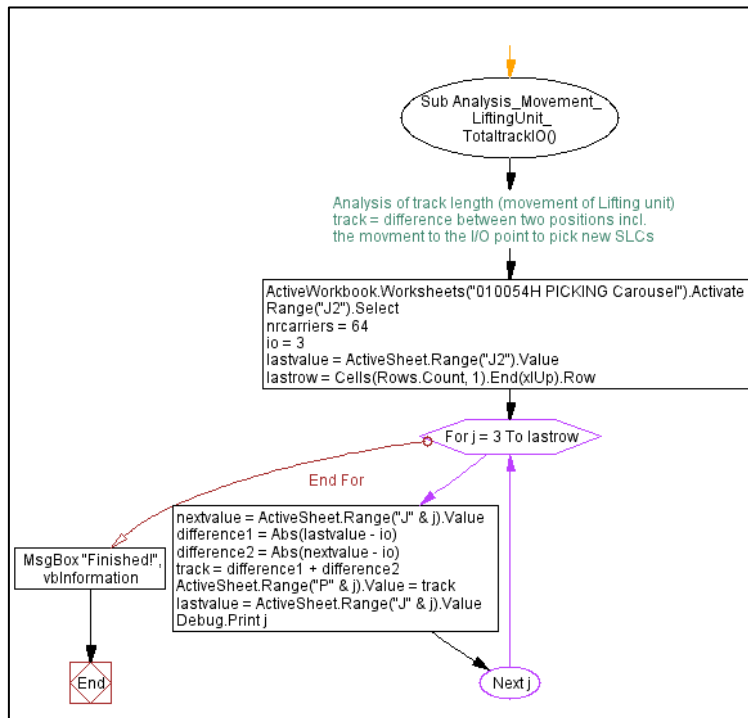 Sub Analysis_Movement_
LiftingUnit_
TotaltrackIO()
Analysis of track length (movement of Lifting unit)
track = difference between two positions incl.
the movment to the I/O point to pick new SLCs
ActiveWorkbook.Worksheets("010054H PICKING Carousel").Activate
Range("J2").Select
nrcarriers = 64
io = 3
lastvalue = ActiveSheet.Range("J2").Value
lastrow = Cells(Rows.Count, 1).End(xlUp).Row
For j = 3 To lastrow
End For
nextvalue = ActiveSheet.Range("J" & j).Value
difference1 = Abs(lastvalue - io)
difference2 = Abs(nextvalue - io)
track = difference1 + difference2
ActiveSheet.Range("P" & j).Value = track
lastvalue = ActiveSheet.Range("J" & j).Value
Debug.Print j
MsgBox "Finished!",
vbInformation
Next j
End